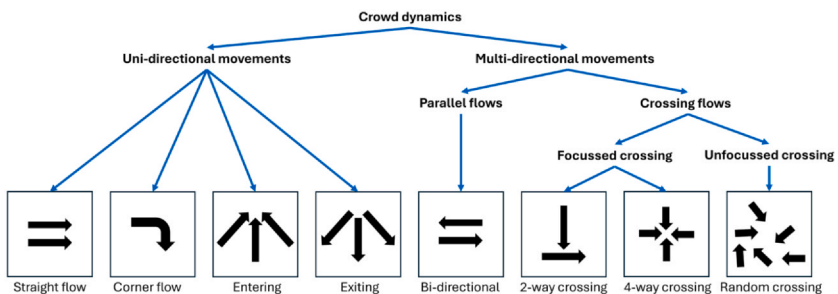 Crowd dynamics
Uni-directional movements
Multi-directional movements
Parallel flows
Crossing flows
Focussed crossing
Unfocussed crossing
Straight flow
Corner flow
Entering
Exiting
Bi-directional
2-way crossing
4-way crossing
Random crossing